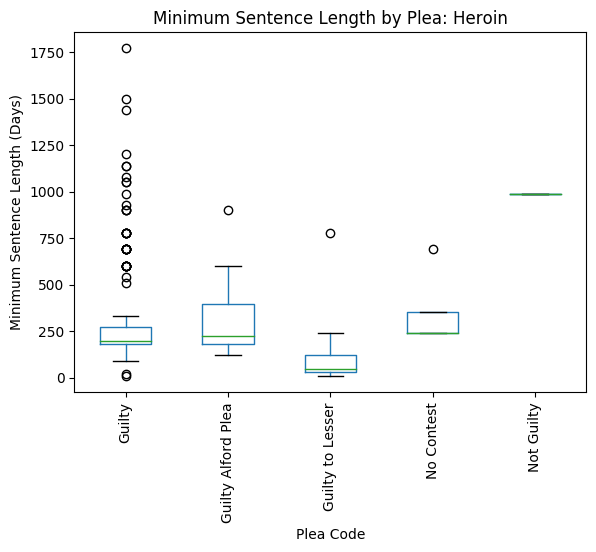 Minimum Sentence Length by Plea: Heroin
Minimum Sentence Length (Days)
1750
1500
1250
1000
750
500
250
0
Guilty
Guilty Alford Plea
Guilty to Lesser
No Contest
Not Guilty
Plea Code